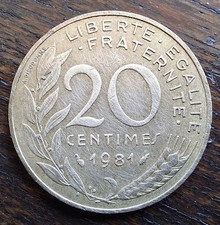 LIBERTE · EGALITE
FRATERNITE
20
CENTIMES
1981